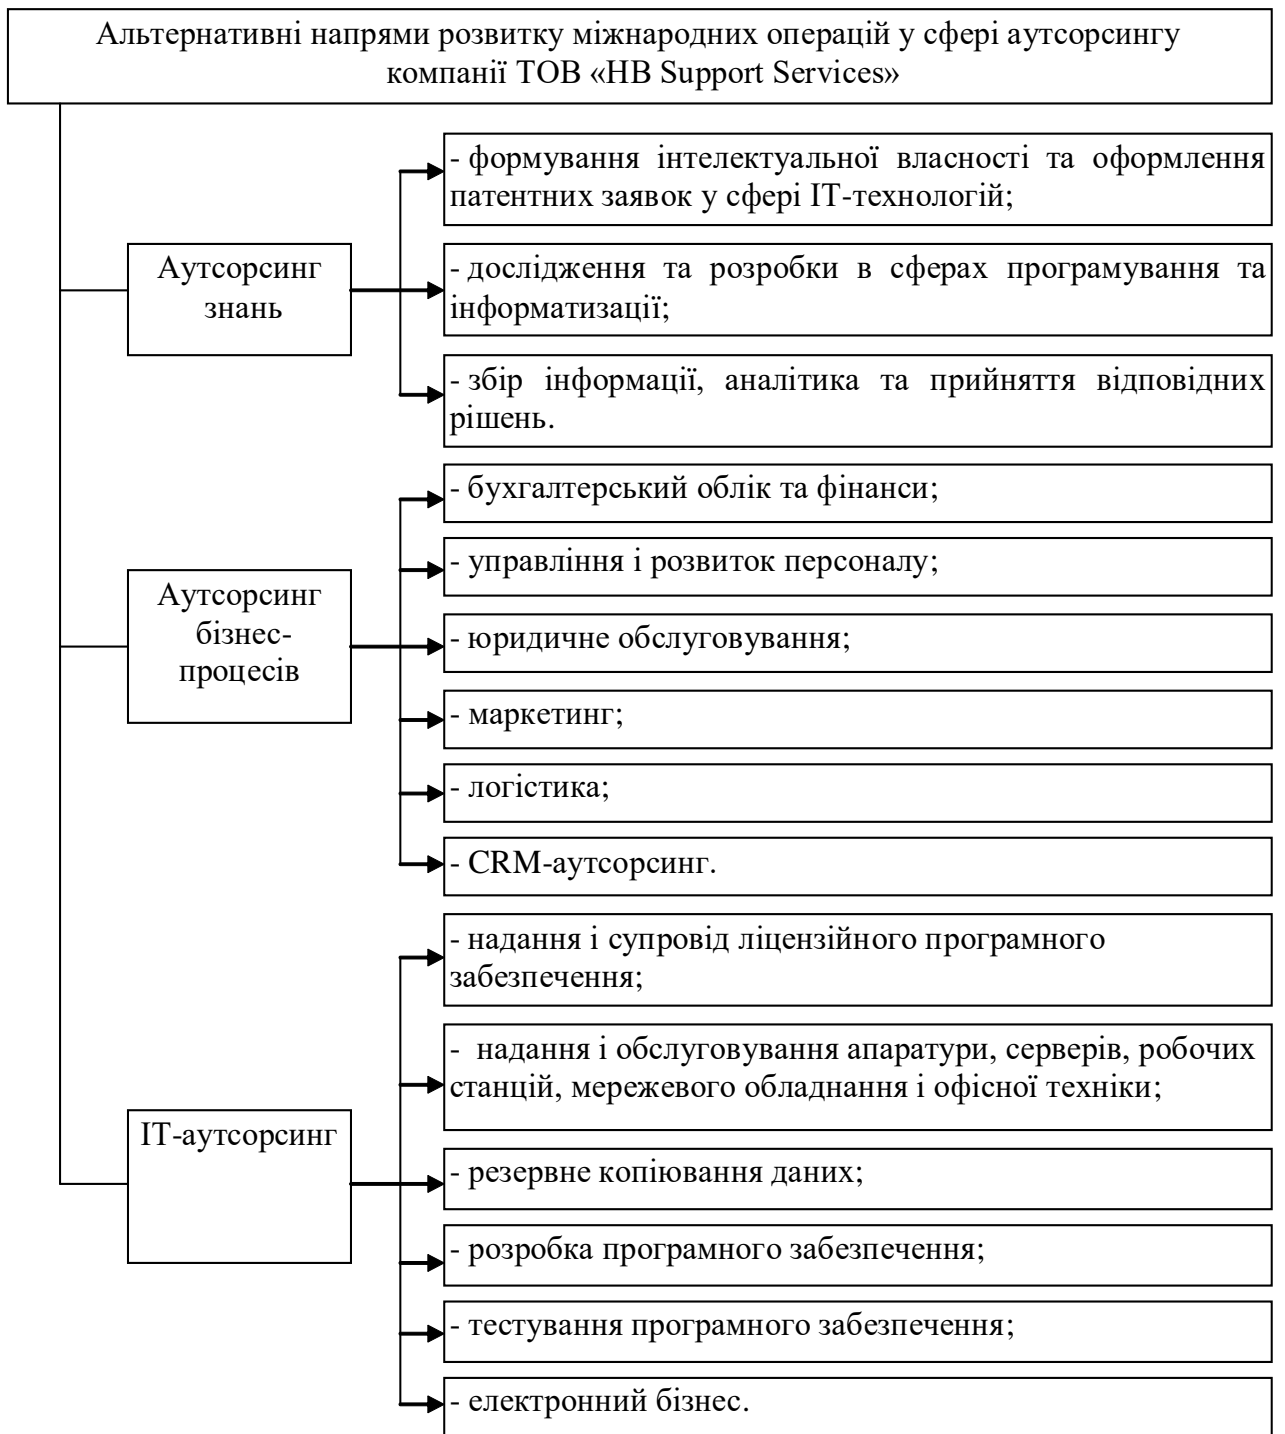 Альтернативні напрями розвитку міжнародних операцій у сфері аутсорсингу
компанії ТОВ «HB Support Services»
Аутсорсинг
знань
- формування інтелектуальної власності та оформлення
патентних заявок у сфері ІТ-технологій;
- дослідження та розробки в сферах програмування та
інформатизації;
- збір інформації, аналітика та прийняття відповідних
рішень.
Аутсорсинг
бізнес-
процесів
- бухгалтерський облік та фінанси;
- управління і розвиток персоналу;
- юридичне обслуговування;
- маркетинг;
- логістика;
- CRM-аутсорсинг.
ІТ-аутсорсинг
- надання і супровід ліцензійного програмного
забезпечення;
- надання і обслуговування апаратури, серверів, робочих
станцій, мережевого обладнання і офісної техніки;
- резервне копіювання даних;
- розробка програмного забезпечення;
- тестування програмного забезпечення;
- електронний бізнес.